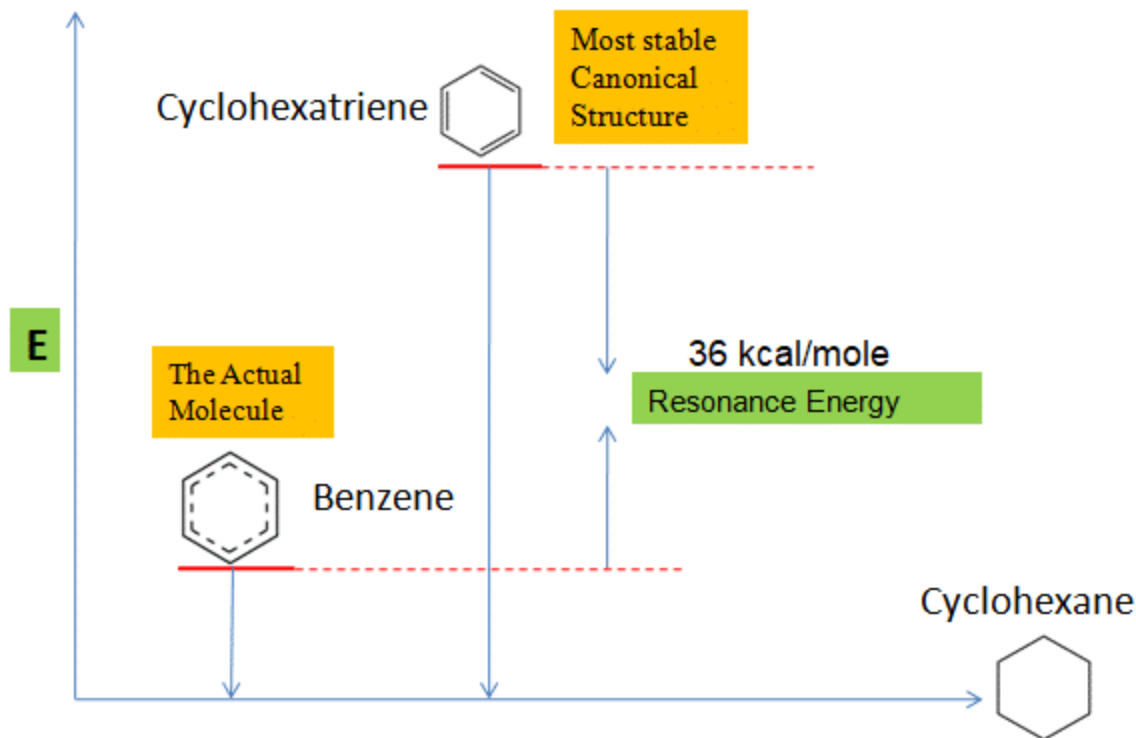 Most stable
Canonical
Structure
Cyclohexatriene
E
36 kcal/mole
Resonance Energy
The Actual
Molecule
Benzene
Cyclohexane